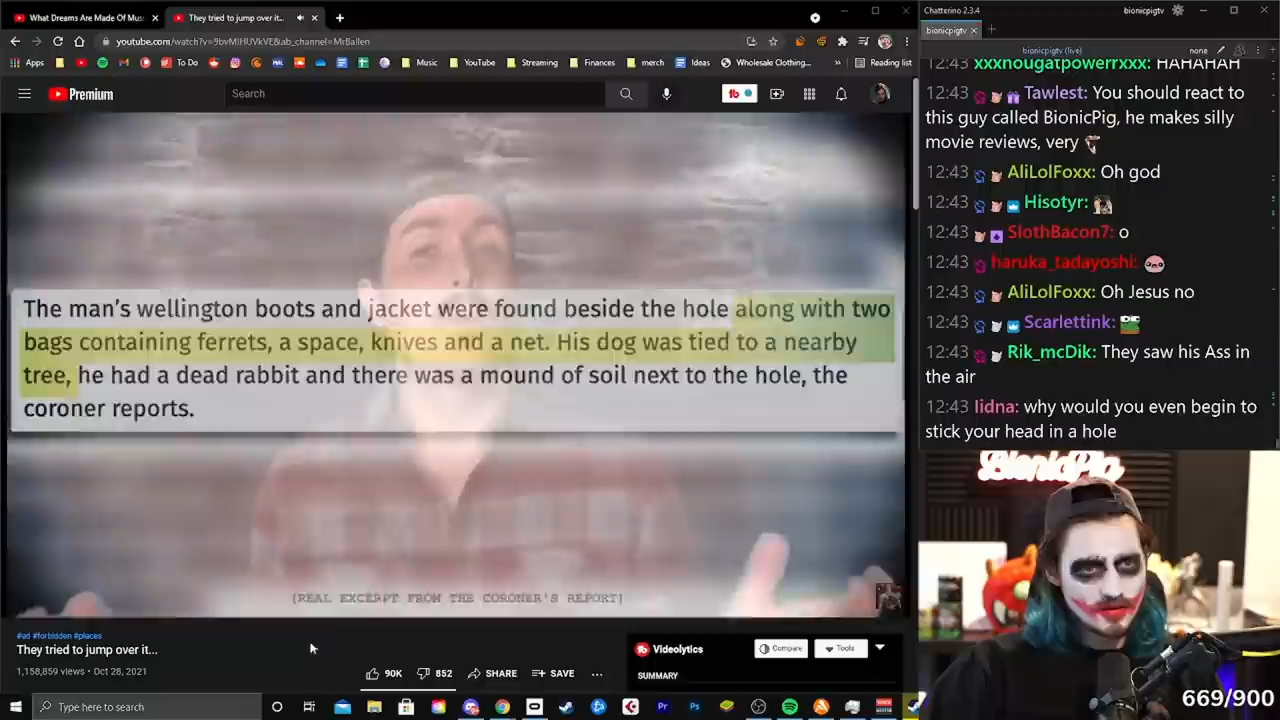 What Dreams Are Made Of Mus
They tried to jump over it...
youtube.com/watch?v=9bvMIHUVkVE&ab_channel=MrBallen
Apps
To Do
Music
YouTube
Streaming
Finances
merch
Ideas
Wholesale Clothing...
»
Reading list
Premium
Search
The man's wellington boots and jacket were found beside the hole along with two
bags containing ferrets, a space, knives and a net. His dog was tied to a nearby
tree, he had a dead rabbit and there was a mound of soil next to the hole, the
coroner reports.
(REAL EXCERPT FROM THE CORONER'S REPORT)
#ad #forbidden #places
They tried to jump over it...
1,158,859 views • Oct 28, 2021
90K
852
SHARE
SAVE
Videolytics
Compare
Tools
SUMMARY
Type here to search
Chatterino 2.3.4
bionicpigtv
bionicpigtv
bionicpigtv (live)
none
12:43 xxxnougatpowerrxxx: HAHAHAH
12:43 Tawlest: You should react to
this guy called BionicPig, he makes silly
movie reviews, very
12:43 AliLolFoxx: Oh god
12:43 Hisotyr:
12:43 SlothBacon7: o
12:43 haruka_tadayoshi:
12:43 AliLolFoxx: Oh Jesus no
12:43 Scarlettink:
12:43 Rik_mcDik: They saw his Ass in
the air
12:43 lidna: why would you even begin to
stick your head in a hole
BionicPig
669/900